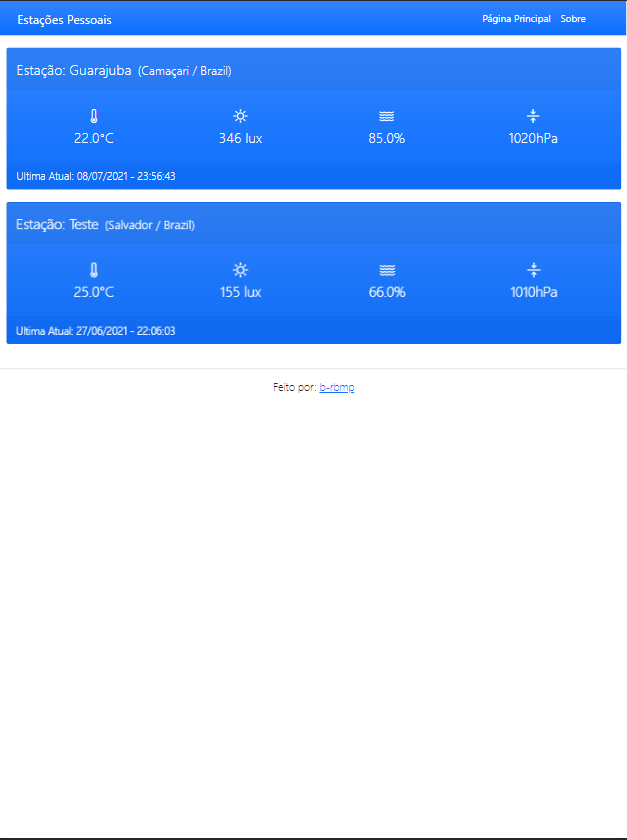 Estações Pessoais Página Principal Sobre
Estação: Guarajuba (Camaçari / Brazil)
22.0°C 346 lux 85.0% 1020hPa
Ultima Atual: 08/07/2021 - 23:56:43
Estação: Teste (Salvador / Brazil)
25.0°C 155 lux 66.0% 1010hPa
Ultima Atual: 27/06/2021 - 22:06:03
Feito por: b-rbmp